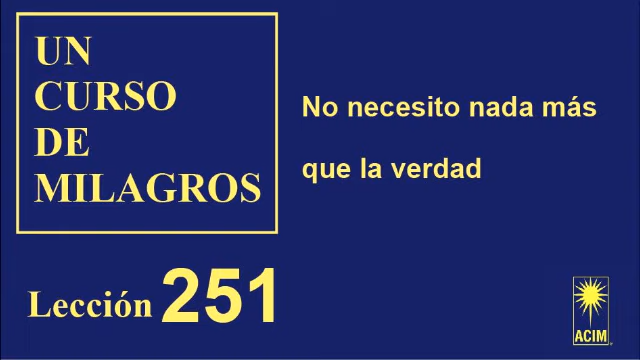 UN
CURSO
DE
MILAGROS
No necesito nada más
que la verdad
Lección 251
ACIM